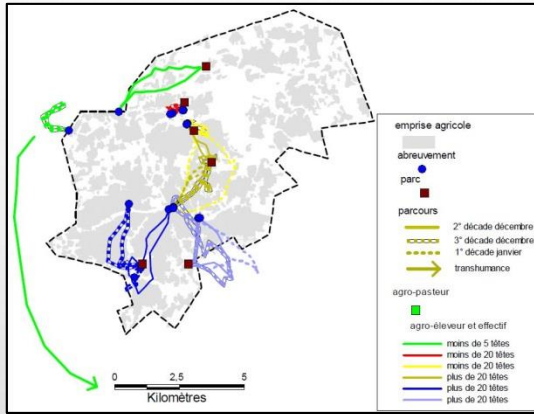 emprise agricole
abreuvement
parc
parcours
2° décade décembre
3° décade décembre
1° décade janvier
transhumance
agro-pasteur
agro-éleveur et effectif
moins de 5 têtes
moins de 20 têtes
moins de 20 têtes
plus de 20 têtes
plus de 20 têtes
plus de 20 têtes
0 2,5 5
Kilomètres